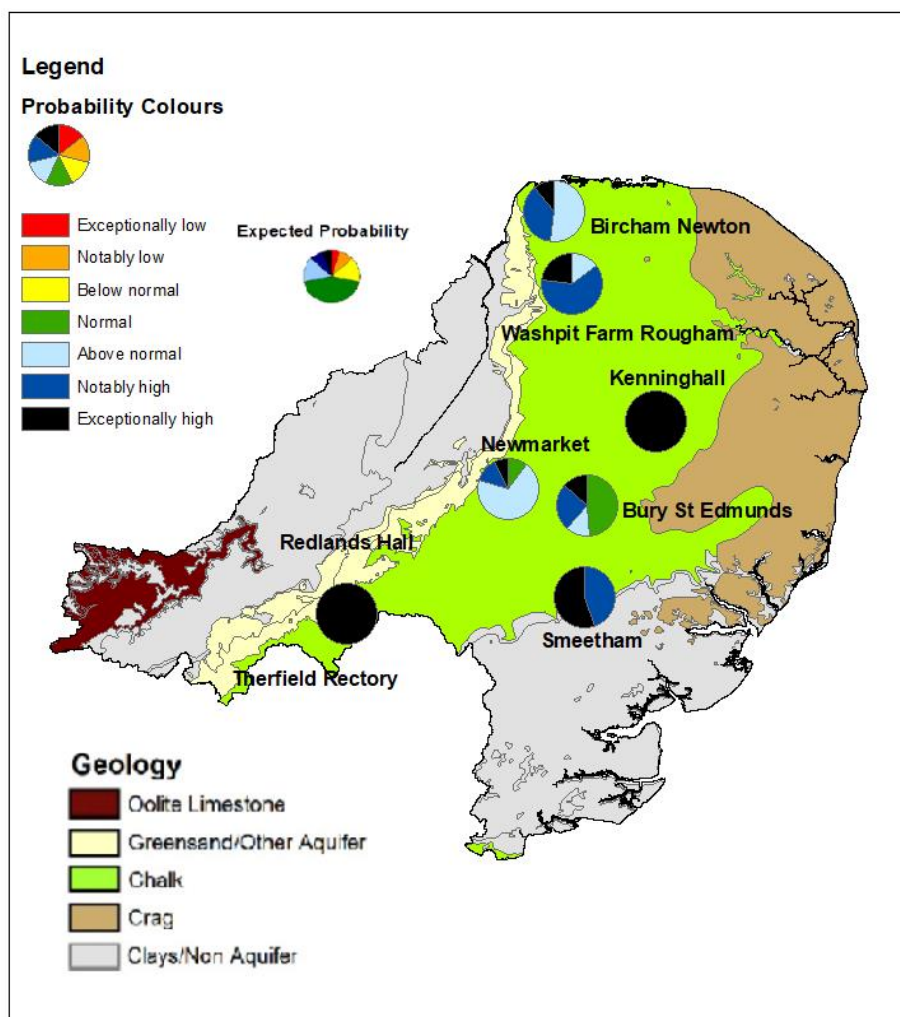 Legend
Probability Colours
Exceptionally low
Notably low
Below normal
Normal
Above normal
Notably high
Exceptionally high
Expected Probability
Bircham Newton
Washpit Farm Rougham
Kenninghall
Newmarket
Bury St Edmunds
Redlands Hall
Smeetham
Therfield Rectory
Geology
Oolite Limestone
Greensand/Other Aquifer
Chalk
Crag
Clays/Non Aquifer